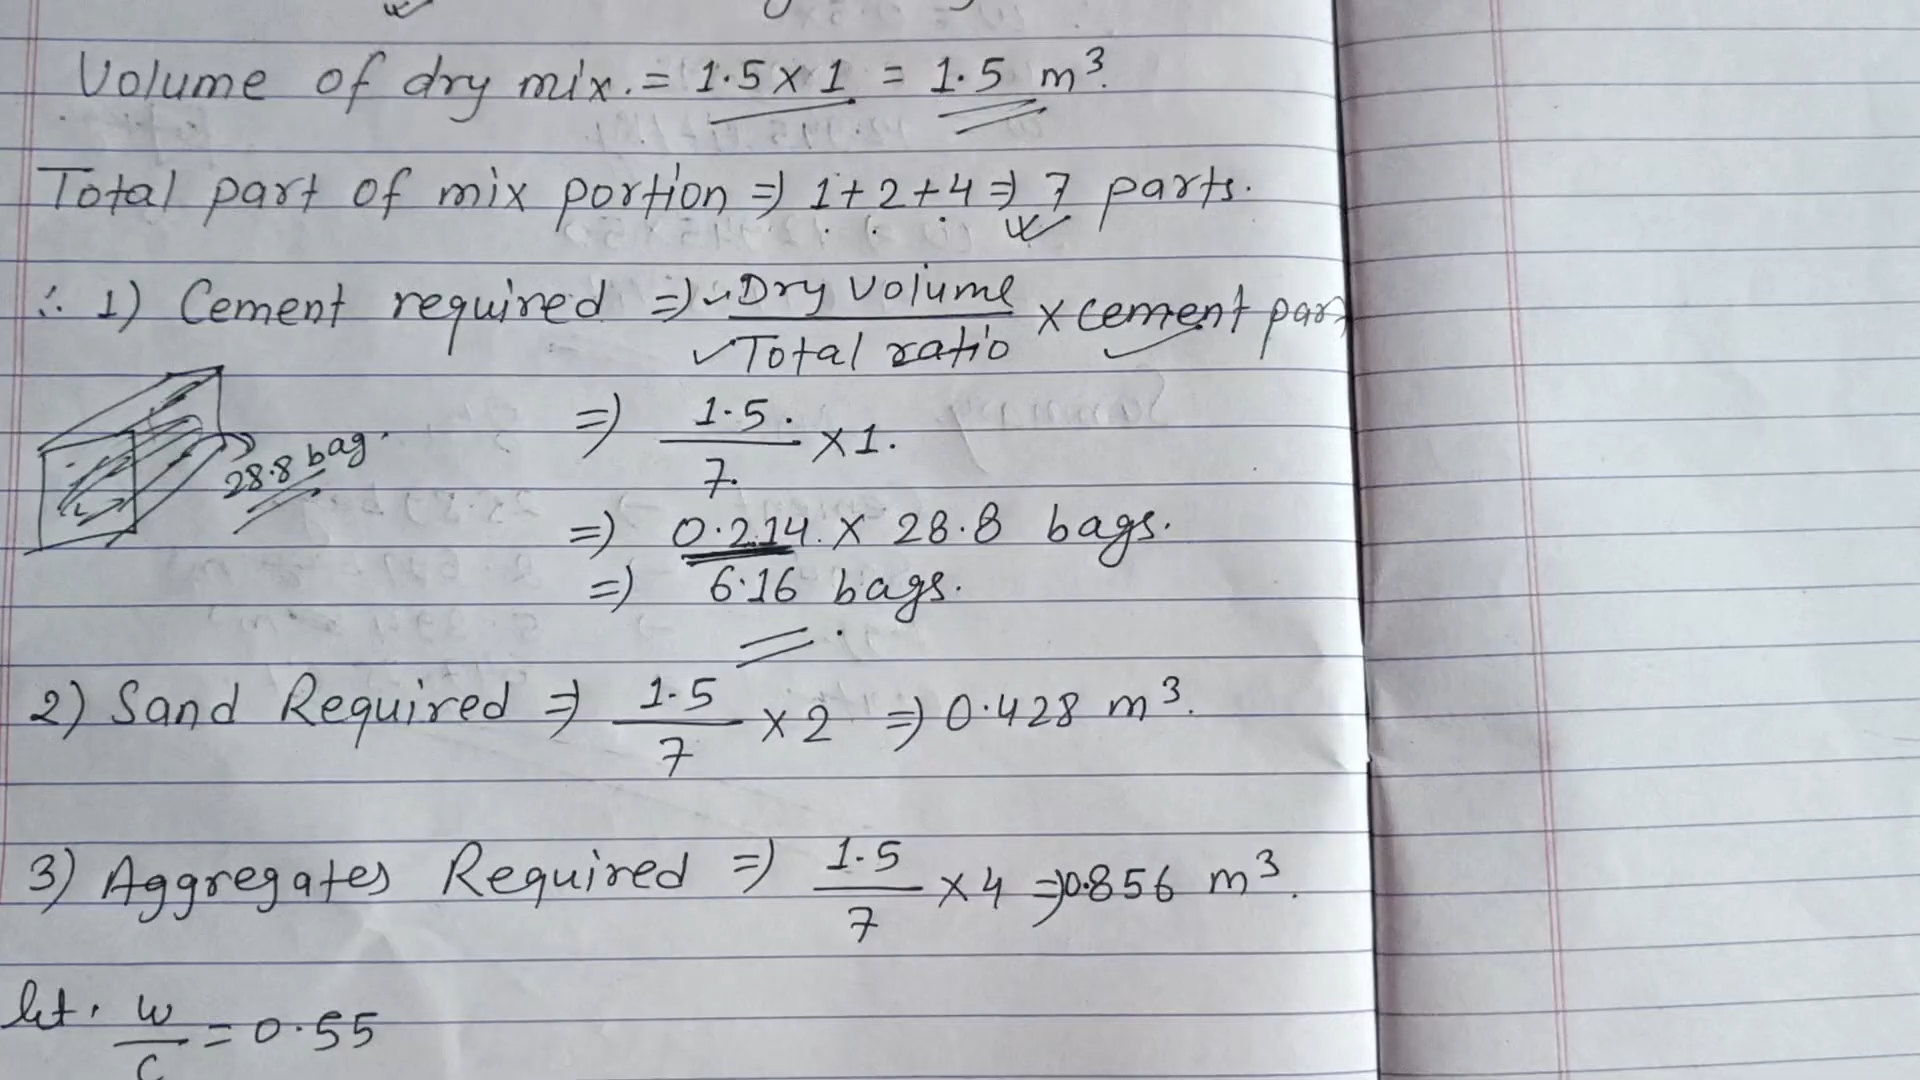 Volume of dry mix. = 1.5 x 1 = 1.5 m³.
Total part of mix portion => 1+2+4 => 7 parts.
∴ 1) Cement required => Dry Volume / Total ratio x cement part
=> 1.5 / 7 x 1.
28.8 bag.
=> 0.214 x 28.8 bags.
=> 6.16 bags.
2) Sand Required => 1.5 / 7 x 2 => 0.428 m³.
3) Aggregates Required => 1.5 / 7 x 4 => 0.856 m³.
let, w / c = 0.55